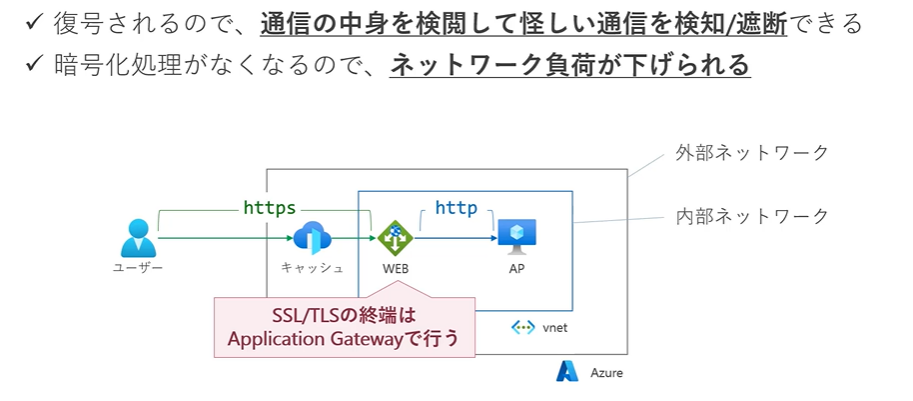 ✓ 復号されるので、通信の中身を検閲して怪しい通信を検知/遮断できる
✓ 暗号化処理がなくなるので、ネットワーク負荷が下げられる
外部ネットワーク
https
http
内部ネットワーク
ユーザー
キャッシュ
WEB
AP
SSL/TLSの終端は
Application Gatewayで行う
vnet
Azure